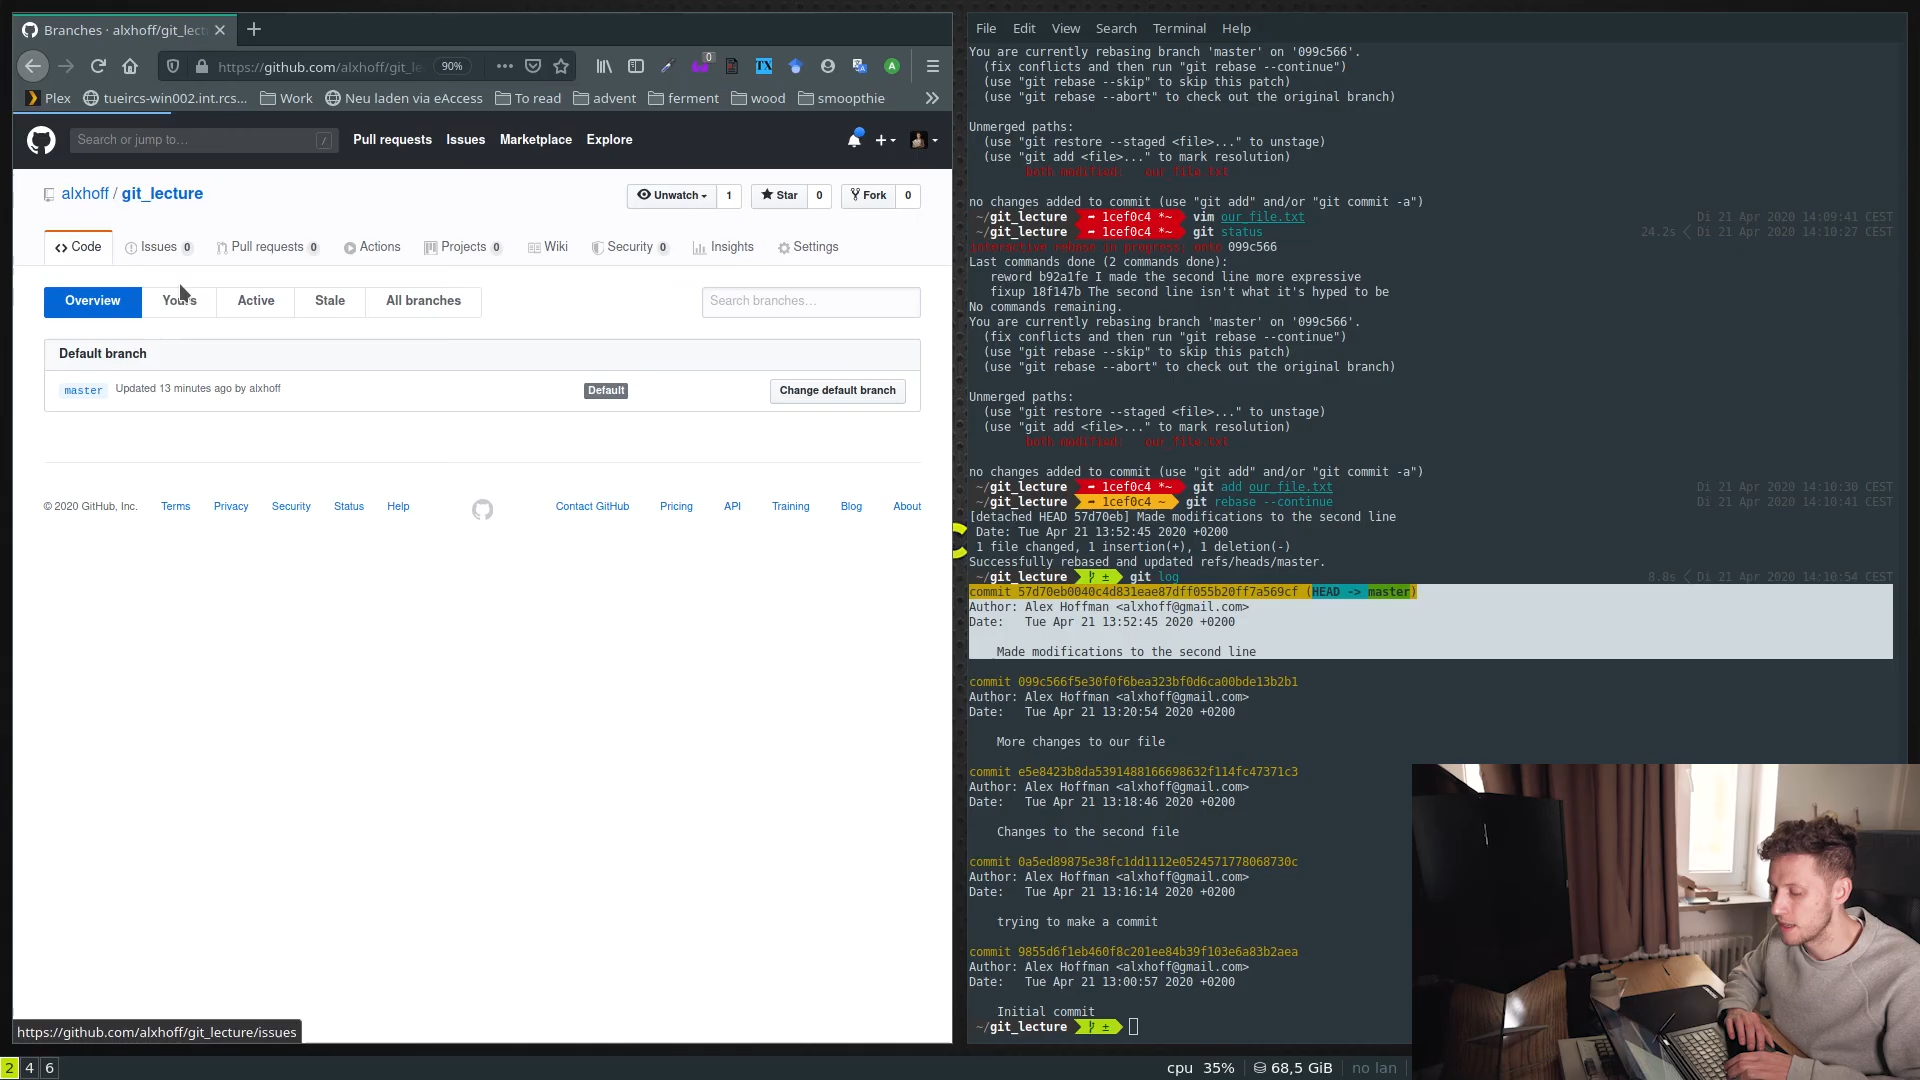 Branches · alxhoff/git_lect
https://github.com/alxhoff/git_le
90%
0
TX
A
Plex
tueircs-win002.int.rcs...
Work
Neu laden via eAccess
To read
advent
ferment
wood
smoopthie
Search or jump to…
/
Pull requests
Issues
Marketplace
Explore
alxhoff / git_lecture
Unwatch
1
Star
0
Fork
0
Code
Issues 0
Pull requests 0
Actions
Projects 0
Wiki
Security 0
Insights
Settings
Overview
Yours
Active
Stale
All branches
Search branches…
Default branch
master
Updated 13 minutes ago by alxhoff
Default
Change default branch
© 2020 GitHub, Inc.
Terms
Privacy
Security
Status
Help
Contact GitHub
Pricing
API
Training
Blog
About
https://github.com/alxhoff/git_lecture/issues
File Edit View Search Terminal Help
You are currently rebasing branch 'master' on '099c566'.
(fix conflicts and then run "git rebase --continue")
(use "git rebase --skip" to skip this patch)
(use "git rebase --abort" to check out the original branch)
Unmerged paths:
(use "git restore --staged <file>..." to unstage)
(use "git add <file>..." to mark resolution)
both modified: our_file.txt
no changes added to commit (use "git add" and/or "git commit -a")
~/git_lecture ➦ 1cef0c4 *~ vim our_file.txt Di 21 Apr 2020 14:09:41 CEST
~/git_lecture ➦ 1cef0c4 *~ git status 24.2s < Di 21 Apr 2020 14:10:27 CEST
interactive rebase in progress; onto 099c566
Last commands done (2 commands done):
reword b92a1fe I made the second line more expressive
fixup 18f147b The second line isn't what it's hyped to be
No commands remaining.
You are currently rebasing branch 'master' on '099c566'.
(fix conflicts and then run "git rebase --continue")
(use "git rebase --skip" to skip this patch)
(use "git rebase --abort" to check out the original branch)
Unmerged paths:
(use "git restore --staged <file>..." to unstage)
(use "git add <file>..." to mark resolution)
both modified: our_file.txt
no changes added to commit (use "git add" and/or "git commit -a")
~/git_lecture ➦ 1cef0c4 *~ git add our_file.txt Di 21 Apr 2020 14:10:30 CEST
~/git_lecture ➦ 1cef0c4 ~ git rebase --continue Di 21 Apr 2020 14:10:41 CEST
[detached HEAD 57d70eb] Made modifications to the second line
Date: Tue Apr 21 13:52:45 2020 +0200
1 file changed, 1 insertion(+), 1 deletion(-)
Successfully rebased and updated refs/heads/master.
~/git_lecture ± git log 8.8s < Di 21 Apr 2020 14:10:54 CEST
commit 57d70eb0040c4d831eae87dff055b20ff7a569cf (HEAD -> master)
Author: Alex Hoffman <alxhoff@gmail.com>
Date: Tue Apr 21 13:52:45 2020 +0200
Made modifications to the second line
commit 099c566f5e30f0f6bea323bf0d6ca00bde13b2b1
Author: Alex Hoffman <alxhoff@gmail.com>
Date: Tue Apr 21 13:20:54 2020 +0200
More changes to our file
commit e5e8423b8da5391488166698632f114fc47371c3
Author: Alex Hoffman <alxhoff@gmail.com>
Date: Tue Apr 21 13:18:46 2020 +0200
Changes to the second file
commit 0a5ed89875e38fc1dd1112e0524571778068730c
Author: Alex Hoffman <alxhoff@gmail.com>
Date: Tue Apr 21 13:16:14 2020 +0200
trying to make a commit
commit 9855d6f1eb460f8c201ee84b39f103e6a83b2aea
Author: Alex Hoffman <alxhoff@gmail.com>
Date: Tue Apr 21 13:00:57 2020 +0200
Initial commit
~/git_lecture ±
2 4 6
cpu 35% 68,5 GiB no lan